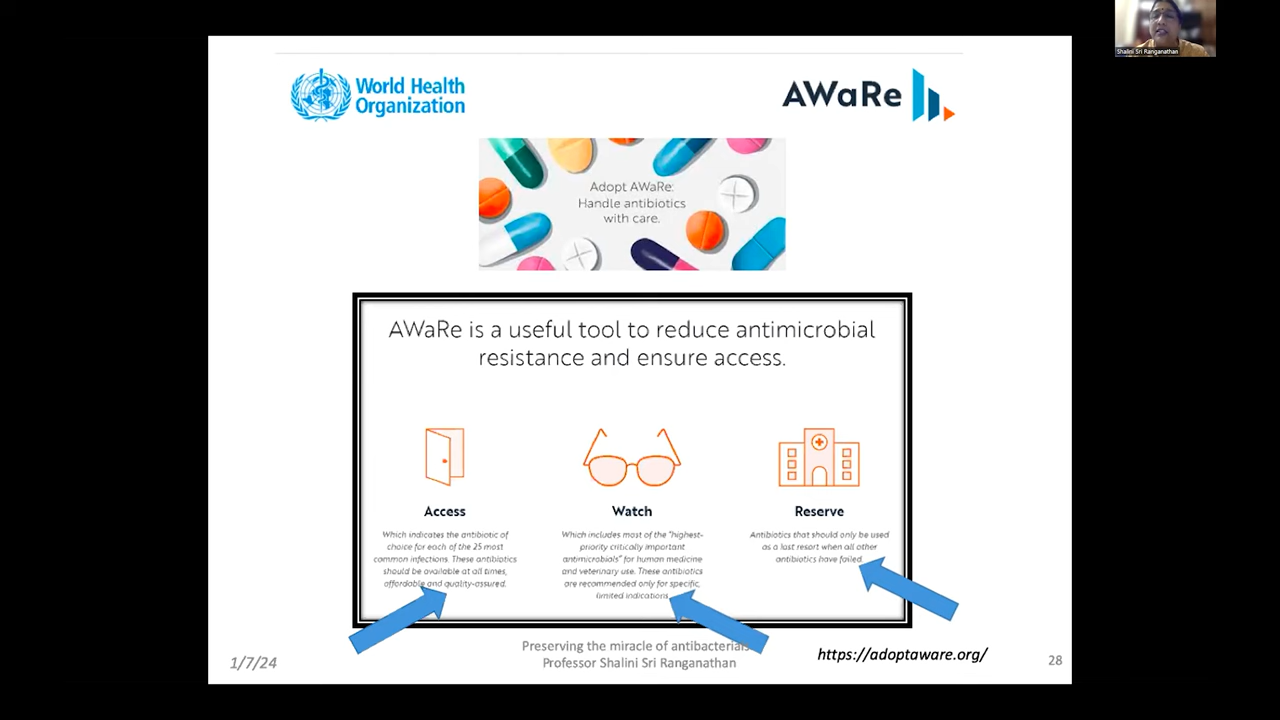 Shalini Sri Ranganathan
World Health
Organization
AWaRe
Adopt AWaRe:
Handle antibiotics
with care.
AWaRe is a useful tool to reduce antimicrobial
resistance and ensure access.
Access
Which indicates the antibiotic of
choice for each of the 25 most
common infections. These antibiotics
should be available at all times,
affordable and quality-assured.
Watch
Which includes most of the "highest-
priority critically important
antimicrobials" for human medicine
and veterinary use. These antibiotics
are recommended only for specific,
limited indications.
Reserve
Antibiotics that should only be used
as a last resort when all other
antibiotics have failed.
1/7/24
Preserving the miracle of antibacterials
Professor Shalini Sri Ranganathan
https://adoptaware.org/
28